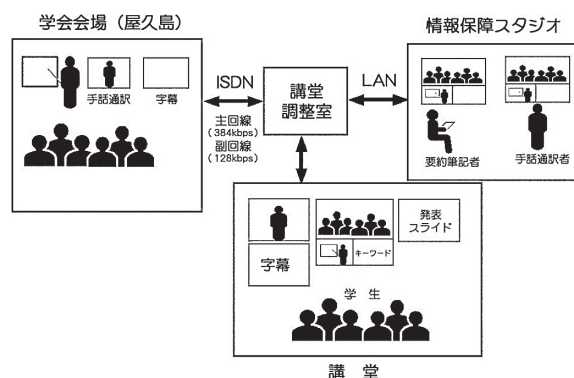 学会会場（屋久島）
手話通訳
字幕
ISDN
主回線
（384kbps）
副回線
（128kbps）
講堂
調整室
LAN
情報保障スタジオ
要約筆記者
手話通訳者
字幕
キーワード
発表
スライド
学 生
講 堂